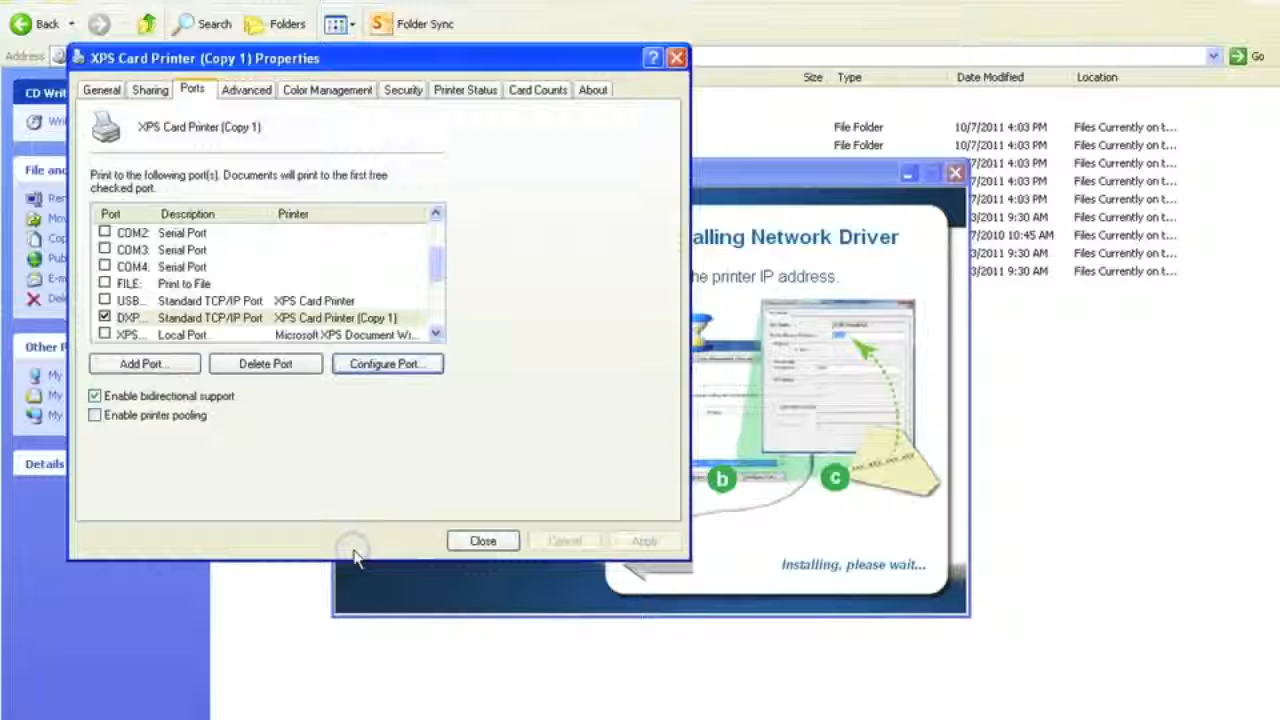 Back
Search
Folders
Folder Sync
Address
Go
XPS Card Printer (Copy 1) Properties
General Sharing Ports Advanced Color Management Security Printer Status Card Counts About
XPS Card Printer (Copy 1)
Print to the following port(s). Documents will print to the first free
checked port.
Port Description Printer
COM2: Serial Port
COM3: Serial Port
COM4: Serial Port
FILE: Print to File
USB... Standard TCP/IP Port XPS Card Printer
DXP... Standard TCP/IP Port XPS Card Printer (Copy 1)
XPS... Local Port Microsoft XPS Document Wr...
Add Port... Delete Port Configure Port...
Enable bidirectional support
Enable printer pooling
Close Cancel Apply
CD Writ
Wri
File and
Ren
Mov
Cop
Pub
E-m
Dele
Other P
My
My
My
Details
Size Type Date Modified Location
File Folder 10/7/2011 4:03 PM Files Currently on t...
File Folder 10/7/2011 4:03 PM Files Currently on t...
7/2011 4:03 PM Files Currently on t...
7/2011 4:03 PM Files Currently on t...
7/2011 4:03 PM Files Currently on t...
3/2011 9:30 AM Files Currently on t...
7/2010 10:45 AM Files Currently on t...
3/2011 9:30 AM Files Currently on t...
3/2011 9:30 AM Files Currently on t...
alling Network Driver
he printer IP address.
b
c
Installing, please wait...